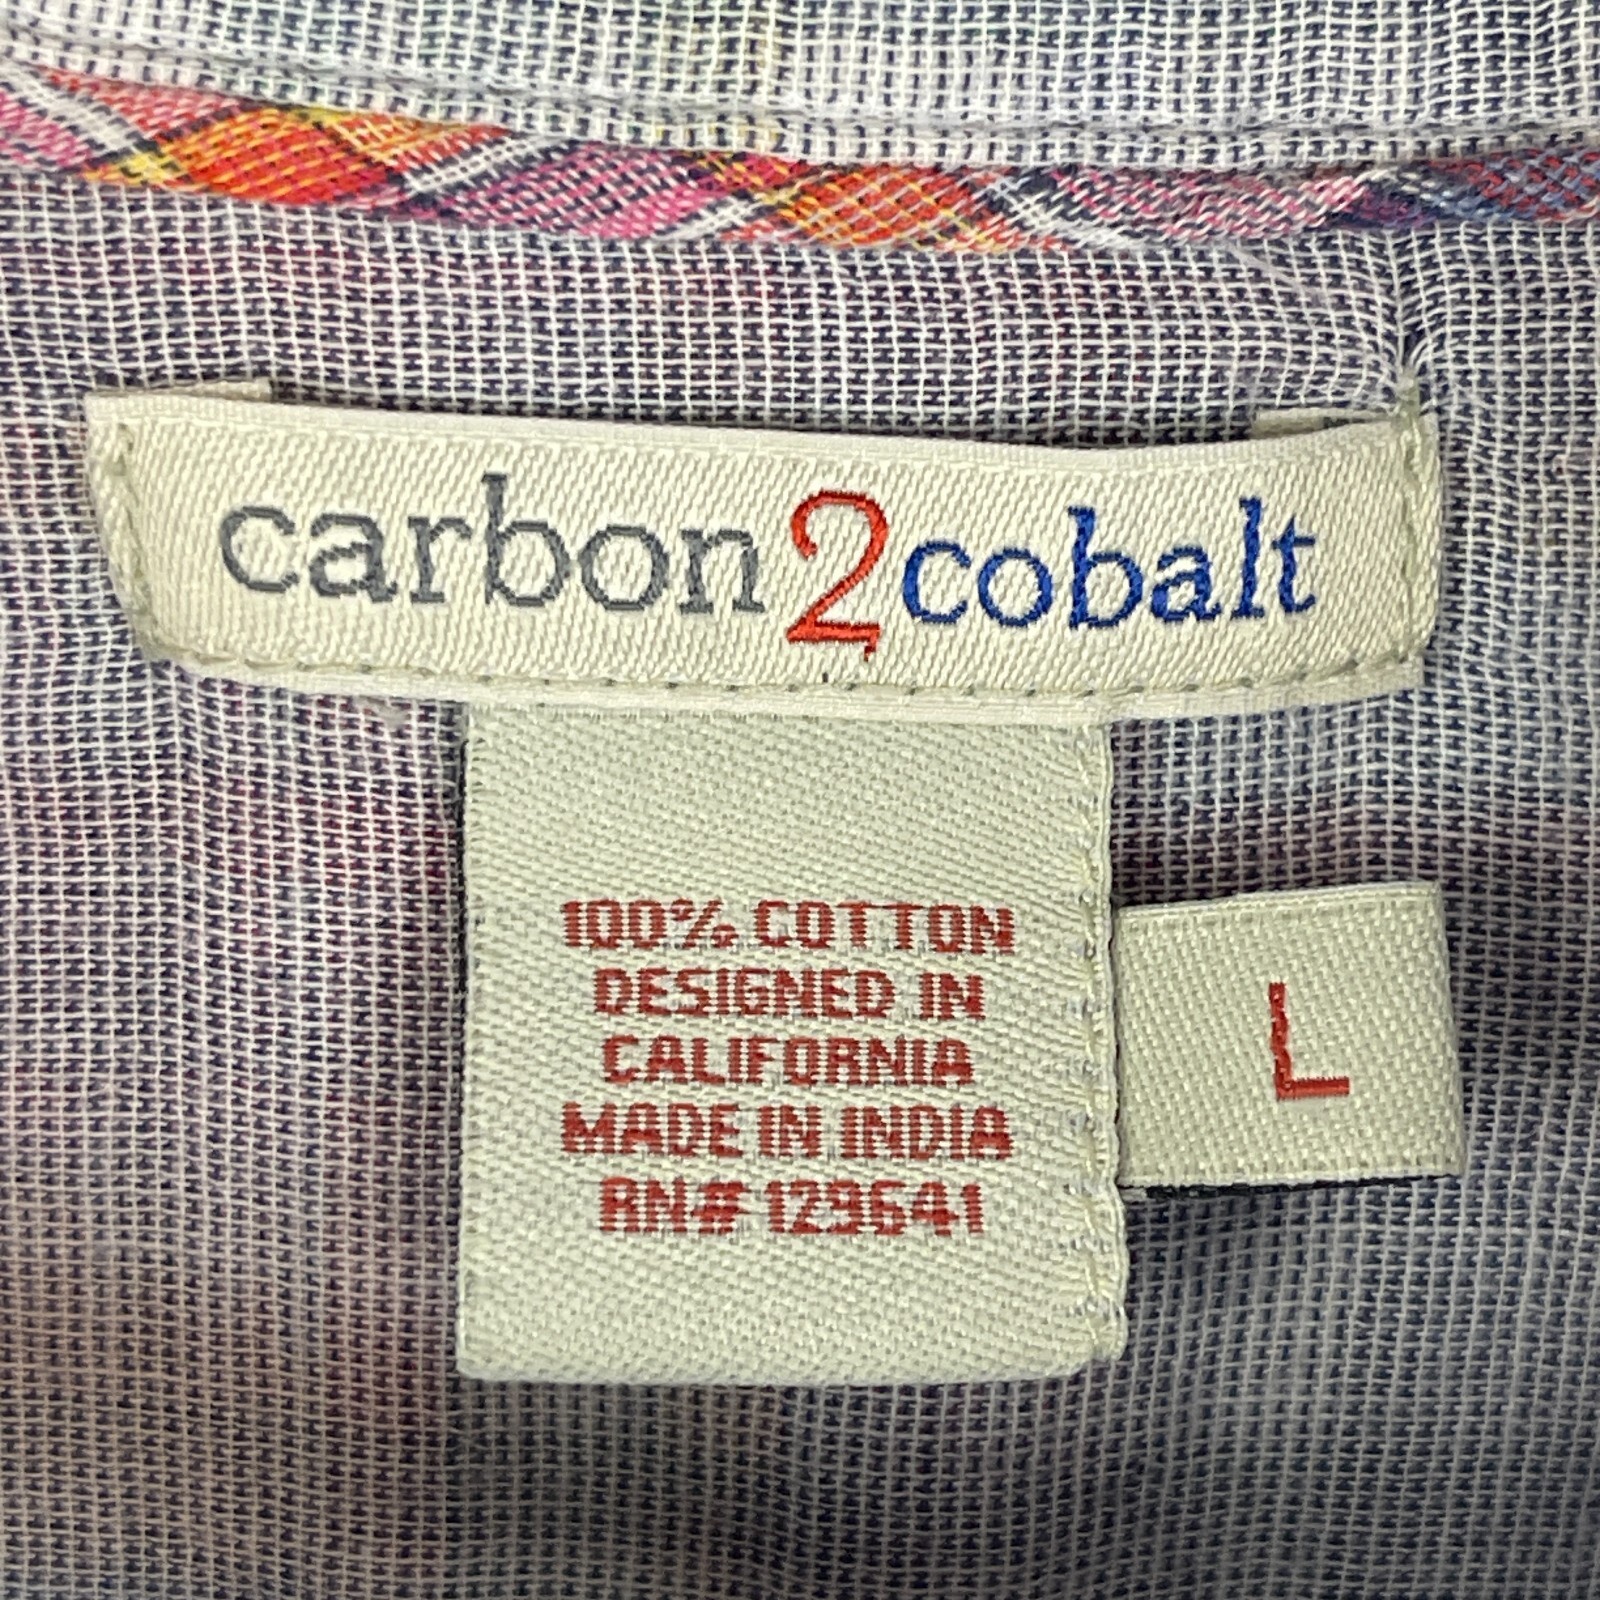 carbon2cobalt
100% COTTON
DESIGNED IN
CALIFORNIA
MADE IN INDIA
RN# 129641
L